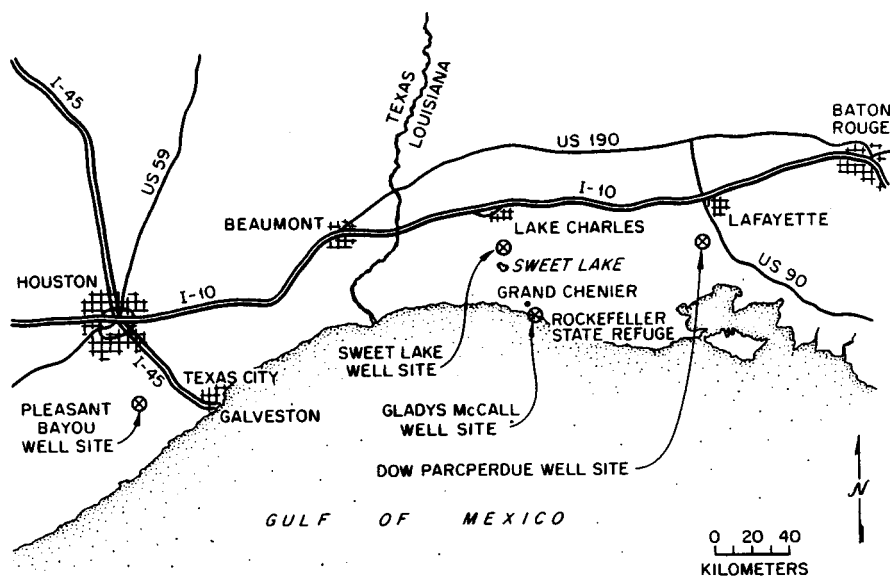 I-45
US 59
TEXAS
LOUISIANA
US 190
BATON
ROUGE
I-10
BEAUMONT
LAKE CHARLES
LAFAYETTE
HOUSTON
SWEET LAKE
US 90
I-10
GRAND CHENIER
ROCKEFELLER
STATE REFUGE
I-45
SWEET LAKE
WELL SITE
TEXAS CITY
GALVESTON
PLEASANT
BAYOU
WELL SITE
GLADYS McCALL
WELL SITE
DOW PARCPERDUE WELL SITE
N
GULF OF MEXICO
0 20 40
KILOMETERS